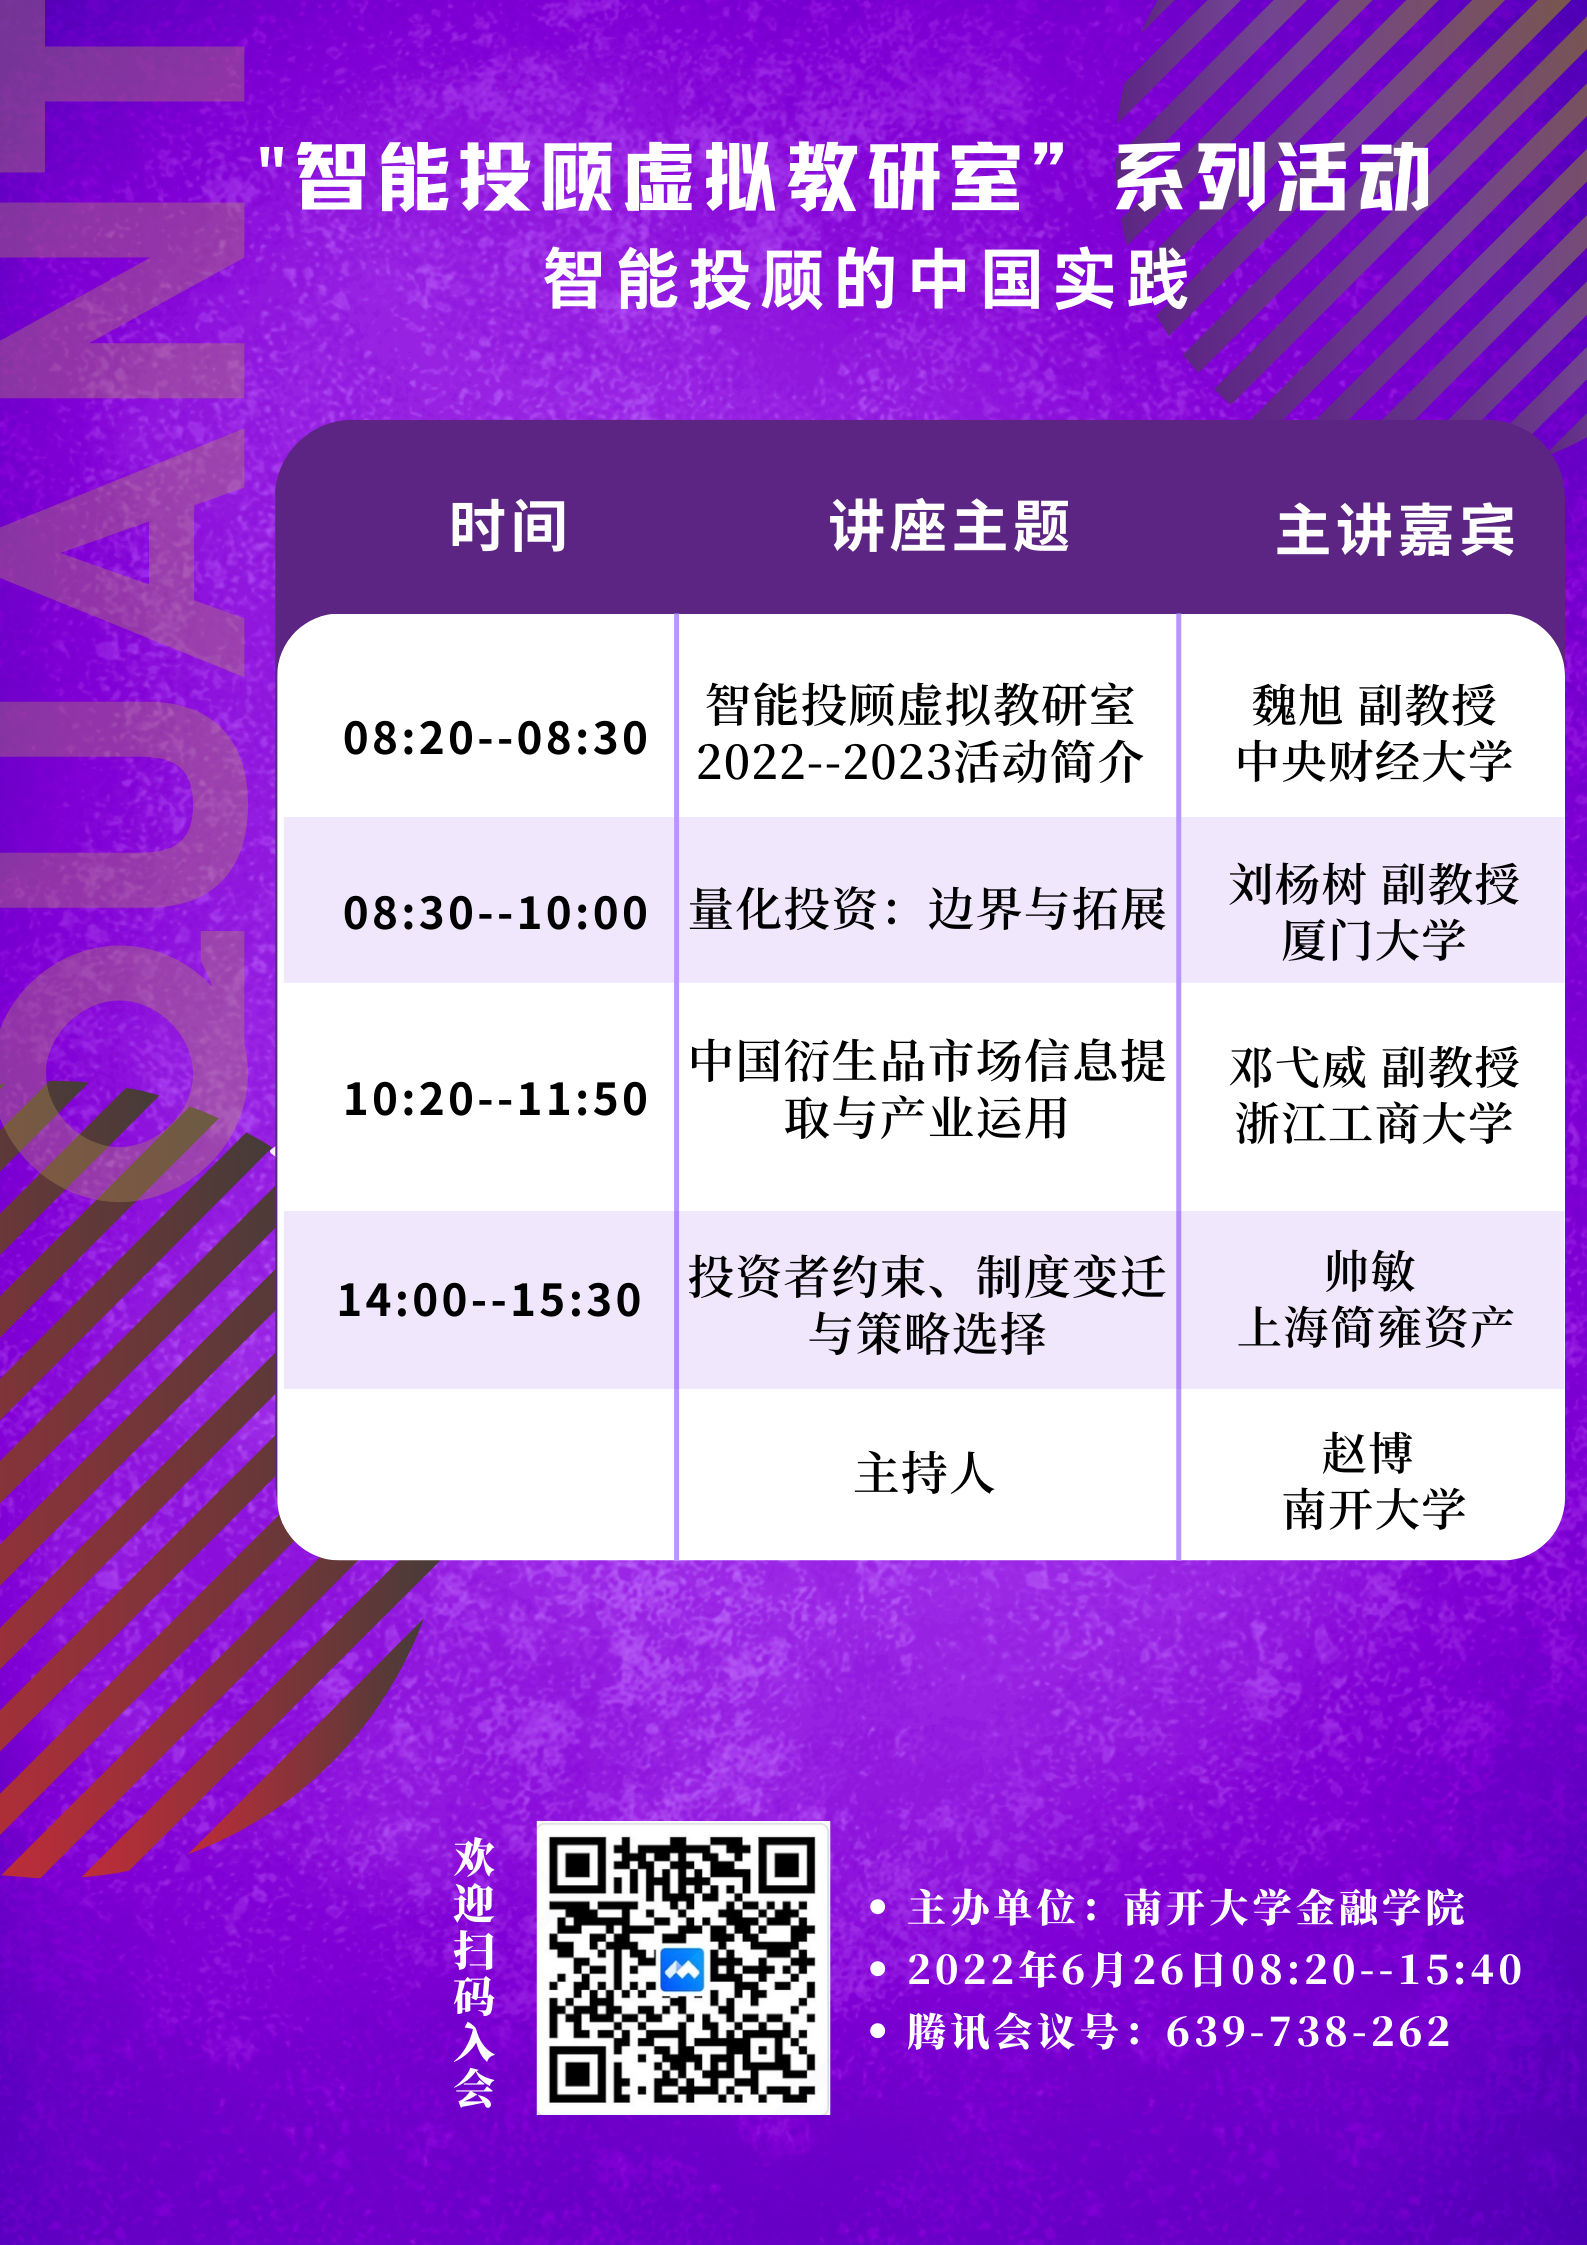 QUANT
"智能投顾虚拟教研室”系列活动
智能投顾的中国实践
时间
讲座主题
主讲嘉宾
08:20--08:30
智能投顾虚拟教研室
2022--2023活动简介
魏旭 副教授
中央财经大学
08:30--10:00
量化投资：边界与拓展
刘杨树 副教授
厦门大学
10:20--11:50
中国衍生品市场信息提
取与产业运用
邓弋威 副教授
浙江工商大学
14:00--15:30
投资者约束、制度变迁
与策略选择
帅敏
上海简雍资产
主持人
赵博
南开大学
欢迎扫码入会
• 主办单位：南开大学金融学院
• 2022年6月26日08:20--15:40
• 腾讯会议号：639-738-262